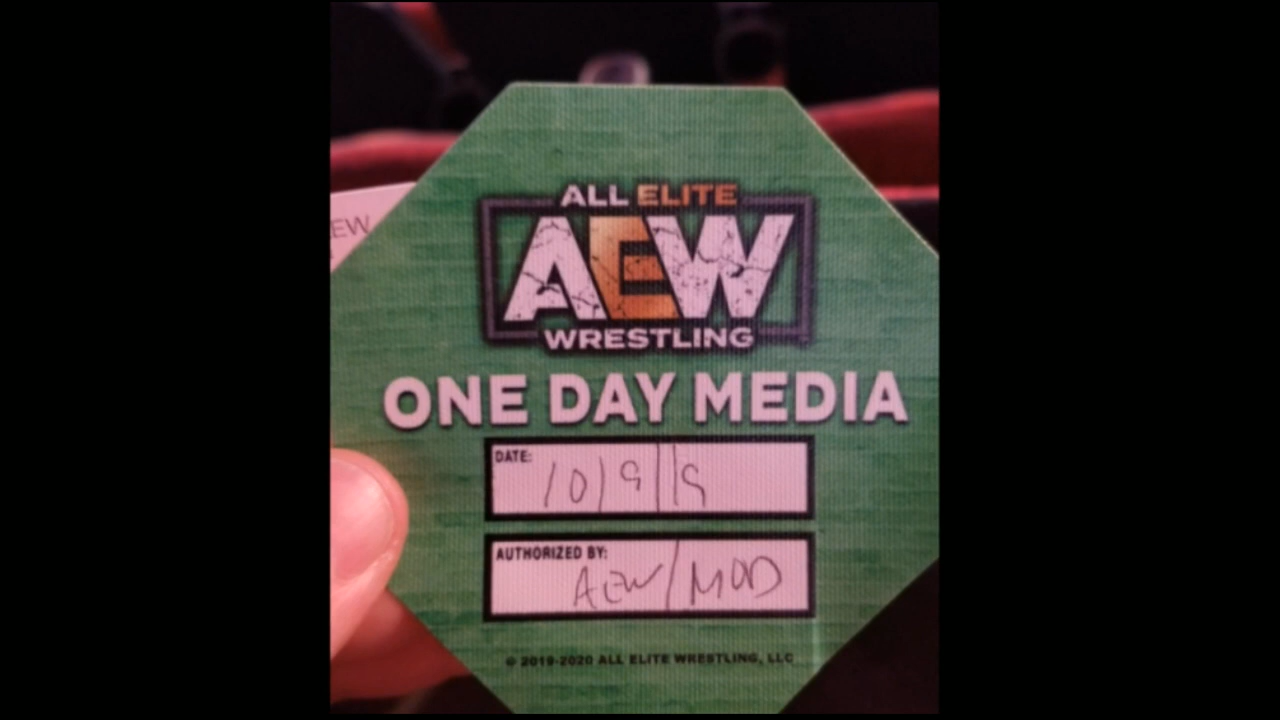 ALL ELITE
AEW
WRESTLING
EW
ONE DAY MEDIA
DATE:
10/9/19
AUTHORIZED BY:
AEW/MOD
© 2019-2020 ALL ELITE WRESTLING, LLC